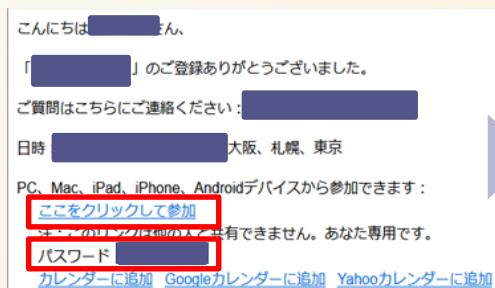 こんにちは さん、
「 」のご登録ありがとうございました。
ご質問はこちらにご連絡ください:
日時 大阪、札幌、東京
PC、Mac、iPad、iPhone、Androidデバイスから参加できます:
ここをクリックして参加
注:このリンクは他の人と共有できません。あなた専用です。
パスワード
カレンダーに追加 Googleカレンダーに追加 Yahooカレンダーに追加